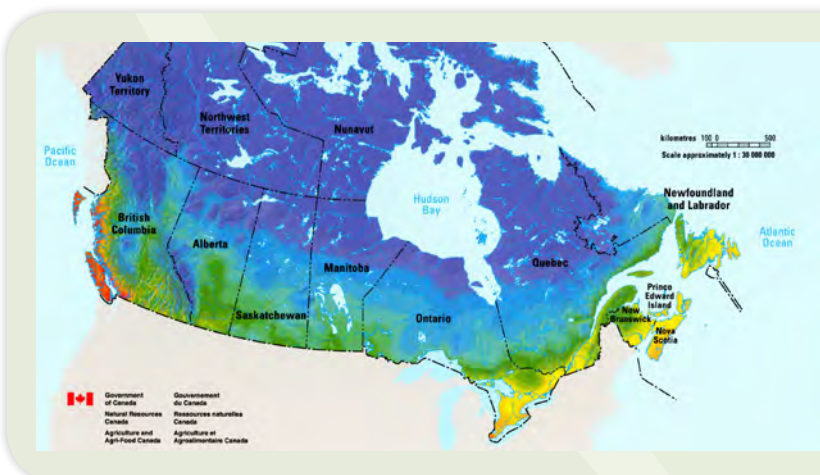 Yukon
Territory
Northwest
Territories
Nunavut
kilometres 100 0 500
Scale approximately 1 : 30 000 000
Pacific
Ocean
Hudson
Bay
Newfoundland
and Labrador
Atlantic
Ocean
British
Columbia
Alberta
Manitoba
Quebec
Saskatchewan
Ontario
Prince
Edward
Island
New
Brunswick
Nova
Scotia
Government
of Canada
Gouvernement
du Canada
Natural Resources
Canada
Ressources naturelles
Canada
Agriculture and
Agri-Food Canada
Agriculture et
Agroalimentaire Canada